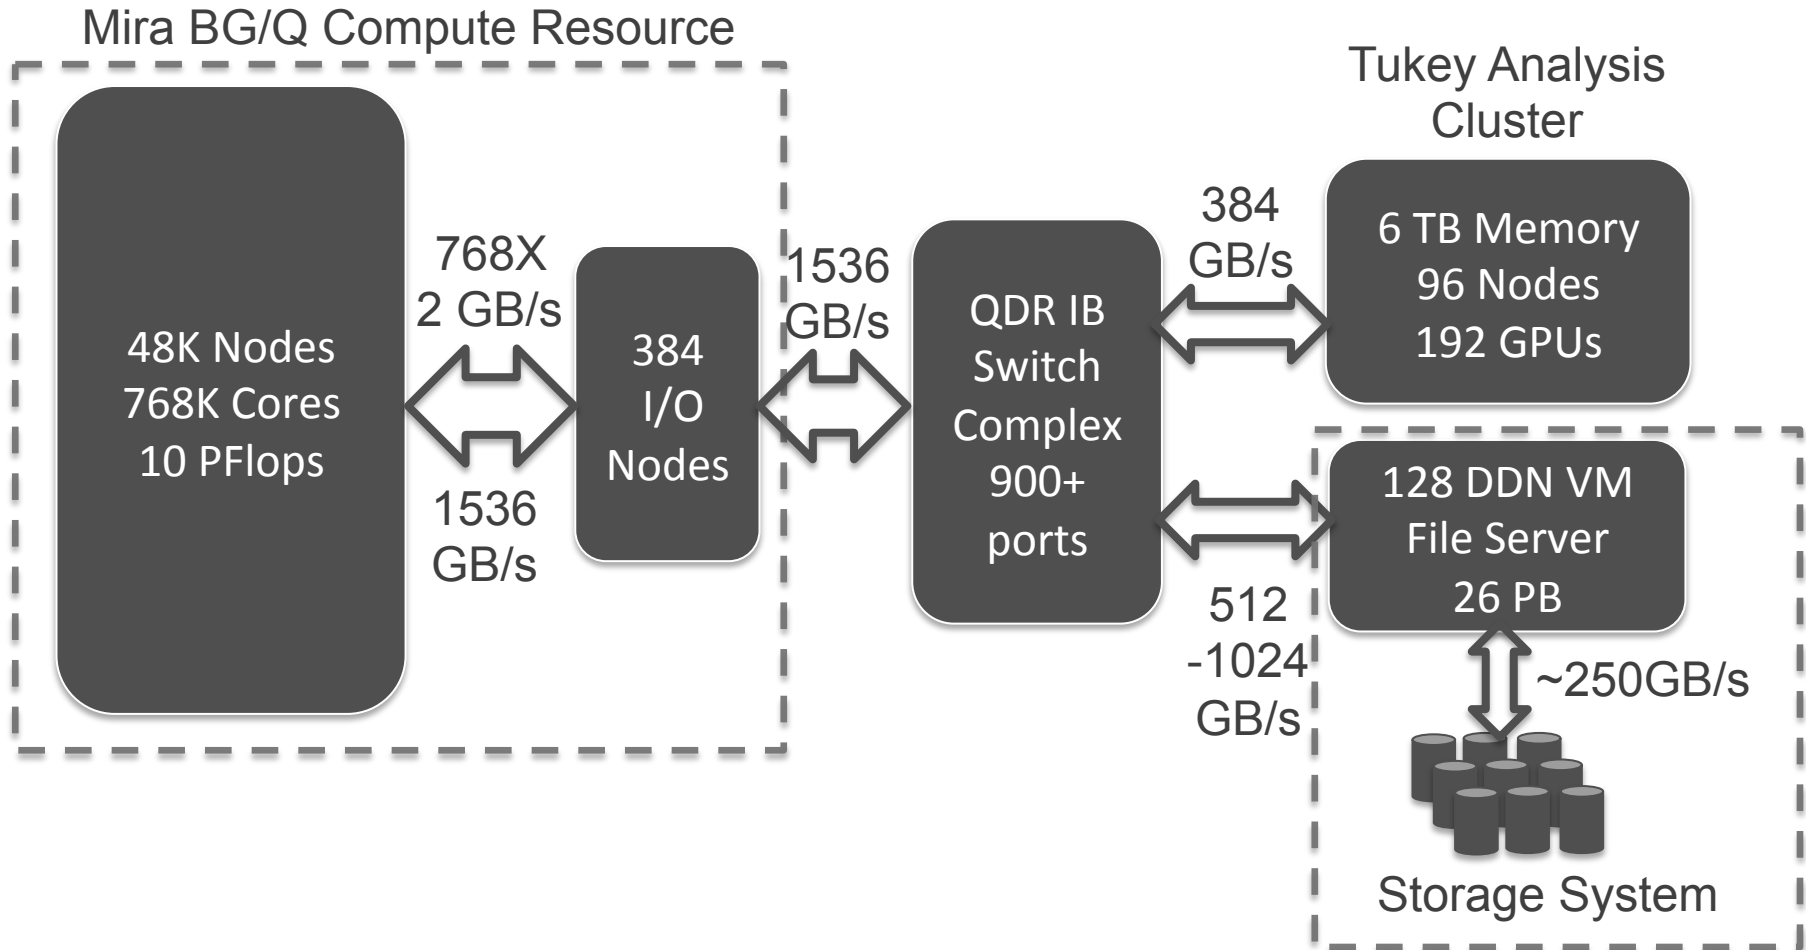 Mira BG/Q Compute Resource
48K Nodes
768K Cores
10 PFlops
768X
2 GB/s
1536
GB/s
384
I/O
Nodes
1536
GB/s
QDR IB
Switch
Complex
900+
ports
384
GB/s
Tukey Analysis
Cluster
6 TB Memory
96 Nodes
192 GPUs
512
-1024
GB/s
128 DDN VM
File Server
26 PB
~250GB/s
Storage System